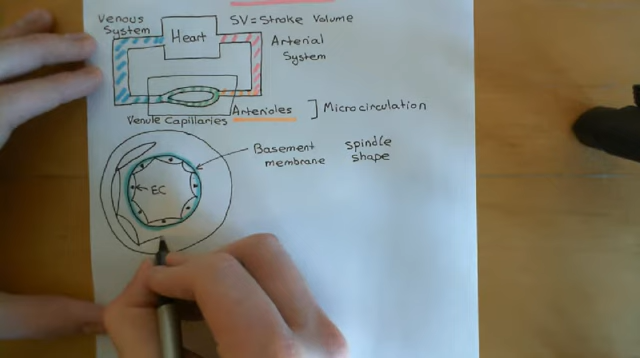 Venous
System
SV = Stroke Volume
Heart
Arterial
System
Arterioles
] Microcirculation
Venule Capillaries
Basement
membrane
spindle
shape
EC